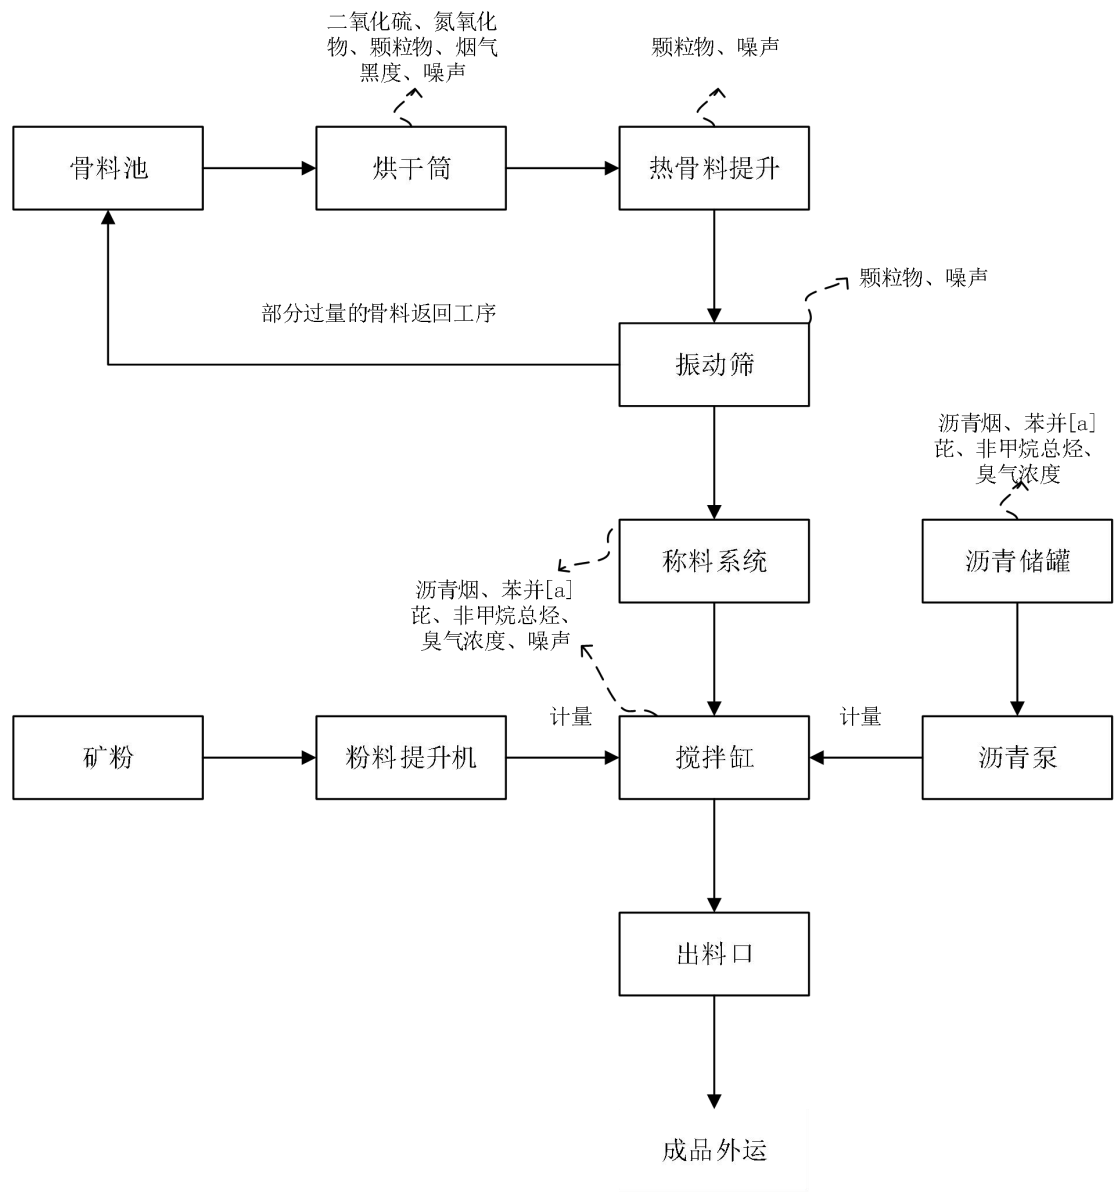 二氧化硫、氮氧化
物、颗粒物、烟气
黑度、噪声
颗粒物、噪声
骨料池
烘干筒
热骨料提升
颗粒物、噪声
部分过量的骨料返回工序
振动筛
沥青烟、苯并[a]
芘、非甲烷总烃、
臭气浓度
称料系统
沥青储罐
沥青烟、苯并[a]
芘、非甲烷总烃、
臭气浓度、噪声
计量
计量
矿粉
粉料提升机
搅拌缸
沥青泵
出料口
成品外运